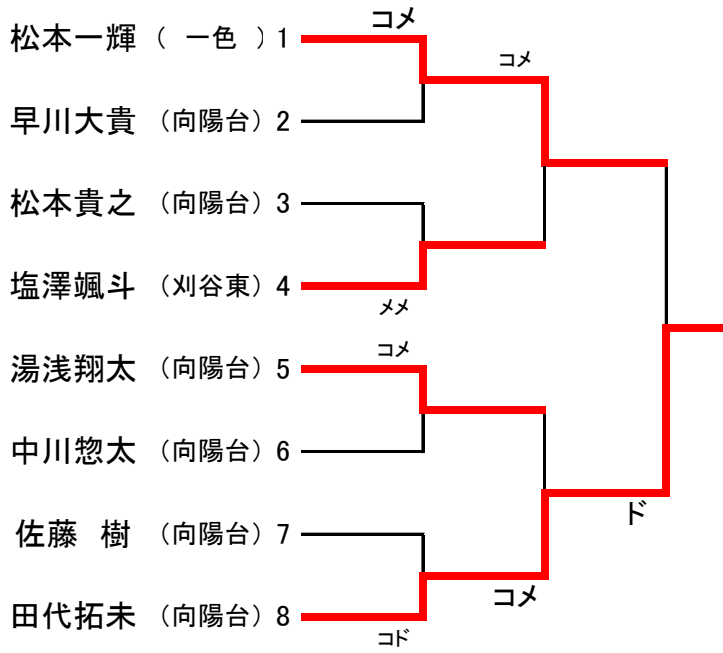 コメ
松本一輝 ( 一色 ) 1
コメ
早川大貴 (向陽台) 2
松本貴之 (向陽台) 3
塩澤颯斗 (刈谷東) 4
メメ
コメ
湯浅翔太 (向陽台) 5
中川惣太 (向陽台) 6
ド
佐藤 樹 (向陽台) 7
コメ
田代拓未 (向陽台) 8
コド